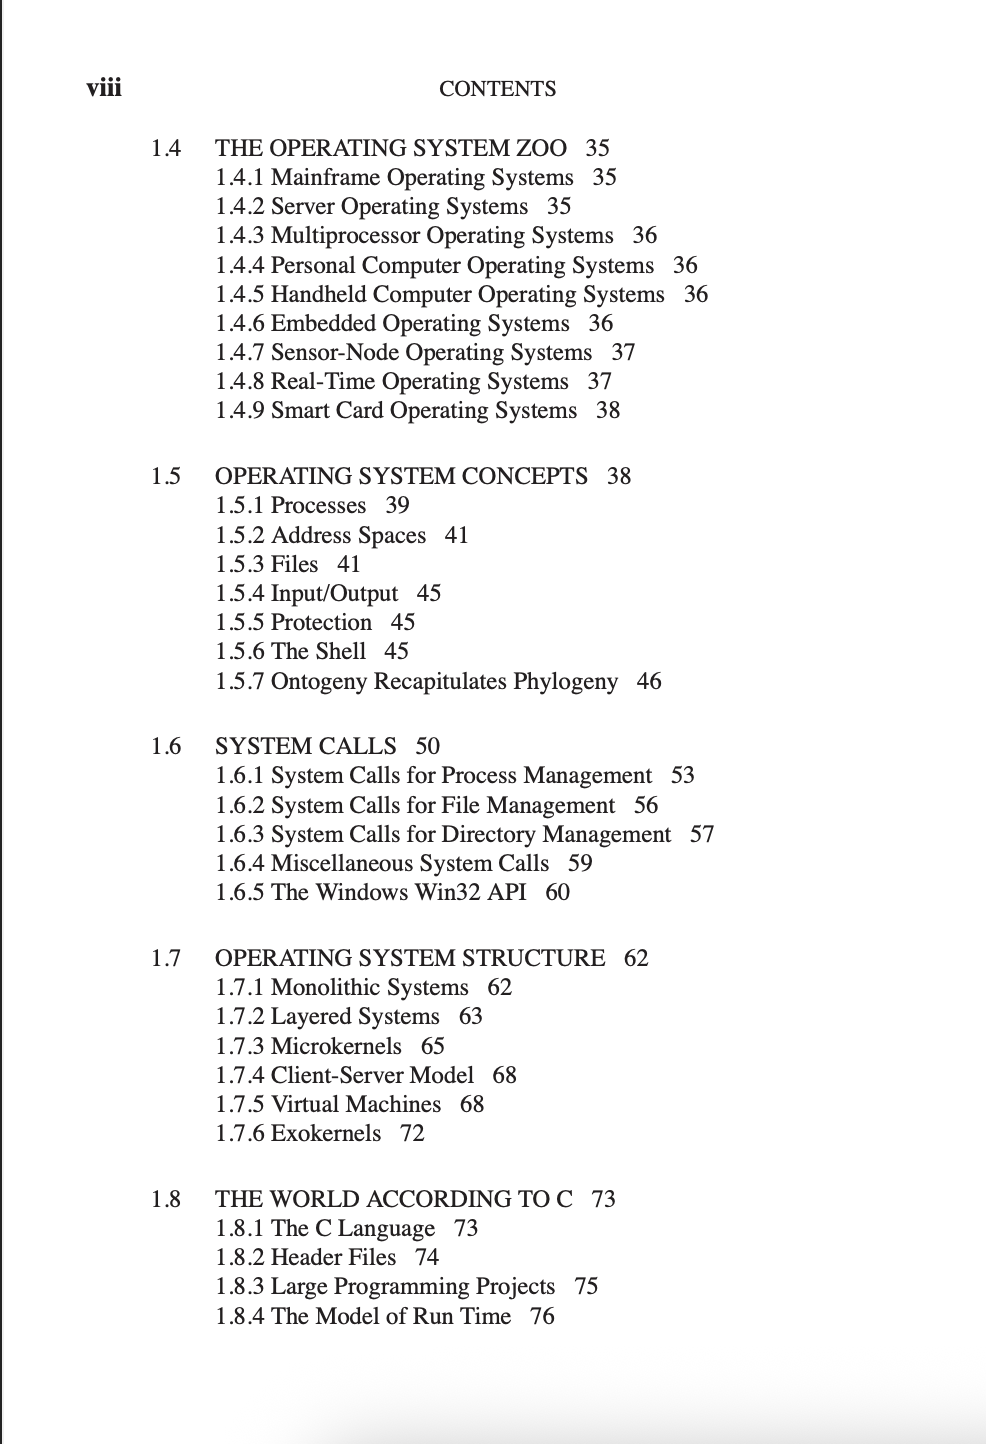 viii CONTENTS
1.4 THE OPERATING SYSTEM ZOO 35
1.4.1 Mainframe Operating Systems 35
1.4.2 Server Operating Systems 35
1.4.3 Multiprocessor Operating Systems 36
1.4.4 Personal Computer Operating Systems 36
1.4.5 Handheld Computer Operating Systems 36
1.4.6 Embedded Operating Systems 36
1.4.7 Sensor-Node Operating Systems 37
1.4.8 Real-Time Operating Systems 37
1.4.9 Smart Card Operating Systems 38
1.5 OPERATING SYSTEM CONCEPTS 38
1.5.1 Processes 39
1.5.2 Address Spaces 41
1.5.3 Files 41
1.5.4 Input/Output 45
1.5.5 Protection 45
1.5.6 The Shell 45
1.5.7 Ontogeny Recapitulates Phylogeny 46
1.6 SYSTEM CALLS 50
1.6.1 System Calls for Process Management 53
1.6.2 System Calls for File Management 56
1.6.3 System Calls for Directory Management 57
1.6.4 Miscellaneous System Calls 59
1.6.5 The Windows Win32 API 60
1.7 OPERATING SYSTEM STRUCTURE 62
1.7.1 Monolithic Systems 62
1.7.2 Layered Systems 63
1.7.3 Microkernels 65
1.7.4 Client-Server Model 68
1.7.5 Virtual Machines 68
1.7.6 Exokernels 72
1.8 THE WORLD ACCORDING TO C 73
1.8.1 The C Language 73
1.8.2 Header Files 74
1.8.3 Large Programming Projects 75
1.8.4 The Model of Run Time 76